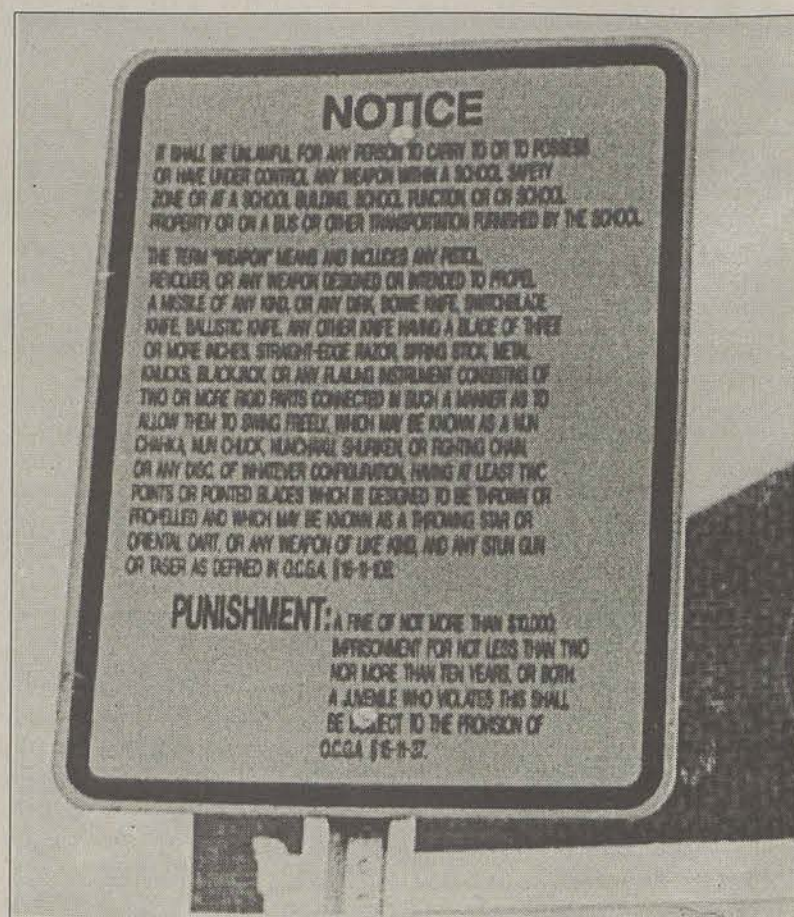 NOTICE
IT SHALL BE UNLAWFUL FOR ANY PERSON TO CARRY TO OR TO POSSESS
OR HAVE UNDER CONTROL ANY WEAPON WITHIN A SCHOOL SAFETY
ZONE OR AT A SCHOOL BUILDING, SCHOOL FUNCTION, OR ON SCHOOL
PROPERTY OR ON A BUS OR OTHER TRANSPORTATION FURNISHED BY THE SCHOOL.
THE TERM "WEAPON" MEANS AND INCLUDED ANY PISTOL,
REVOLVER, OR ANY WEAPON DESIGNED OR INTENDED TO PROPEL
A MISSILE OF ANY KIND, OR ANY DIRK, BOWIE KNIFE, SWITCHBLADE
KNIFE, BALLISTIC KNIFE, ANY OTHER KNIFE HAVING A BLADE OF THREE
OR MORE INCHES, STRAIGHT-EDGE RAZOR, SPRING STICK, METAL
KNUCKS, BLACKJACK, OR ANY FLAILING INSTRUMENT CONSISTING OF
TWO OR MORE RIGID PARTS CONNECTED IN SUCH A MANNER AS TO
ALLOW THEM TO SWING FREELY, WHICH MAY BE KNOWN AS A NUN
CHAHKA, NUN CHUCK, NUNCHAKU, SHURIKEN, OR FIGHTING CHAIN,
OR ANY DISC, OF WHATEVER CONFIGURATION, HAVING AT LEAST TWO
POINTS OR POINTED BLADES WHICH IS DESIGNED TO BE THROWN OR
PROPELLED AND WHICH MAY BE KNOWN AS A THROWING STAR OR
ORIENTAL DART, OR ANY WEAPON OF LIKE KIND, AND ANY STUN GUN
OR TASER AS DEFINED IN O.C.G.A.
PUNISHMENT: A FINE OF NOT MORE THAN $10,000,
IMPRISONMENT FOR NOT LESS THAN TWO
NOR MORE THAN TEN YEARS, OR BOTH.
A JUVENILE WHO VIOLATES THIS SHALL
BE SUBJECT TO THE PROVISION OF
O.C.G.A. § 15-11-37.